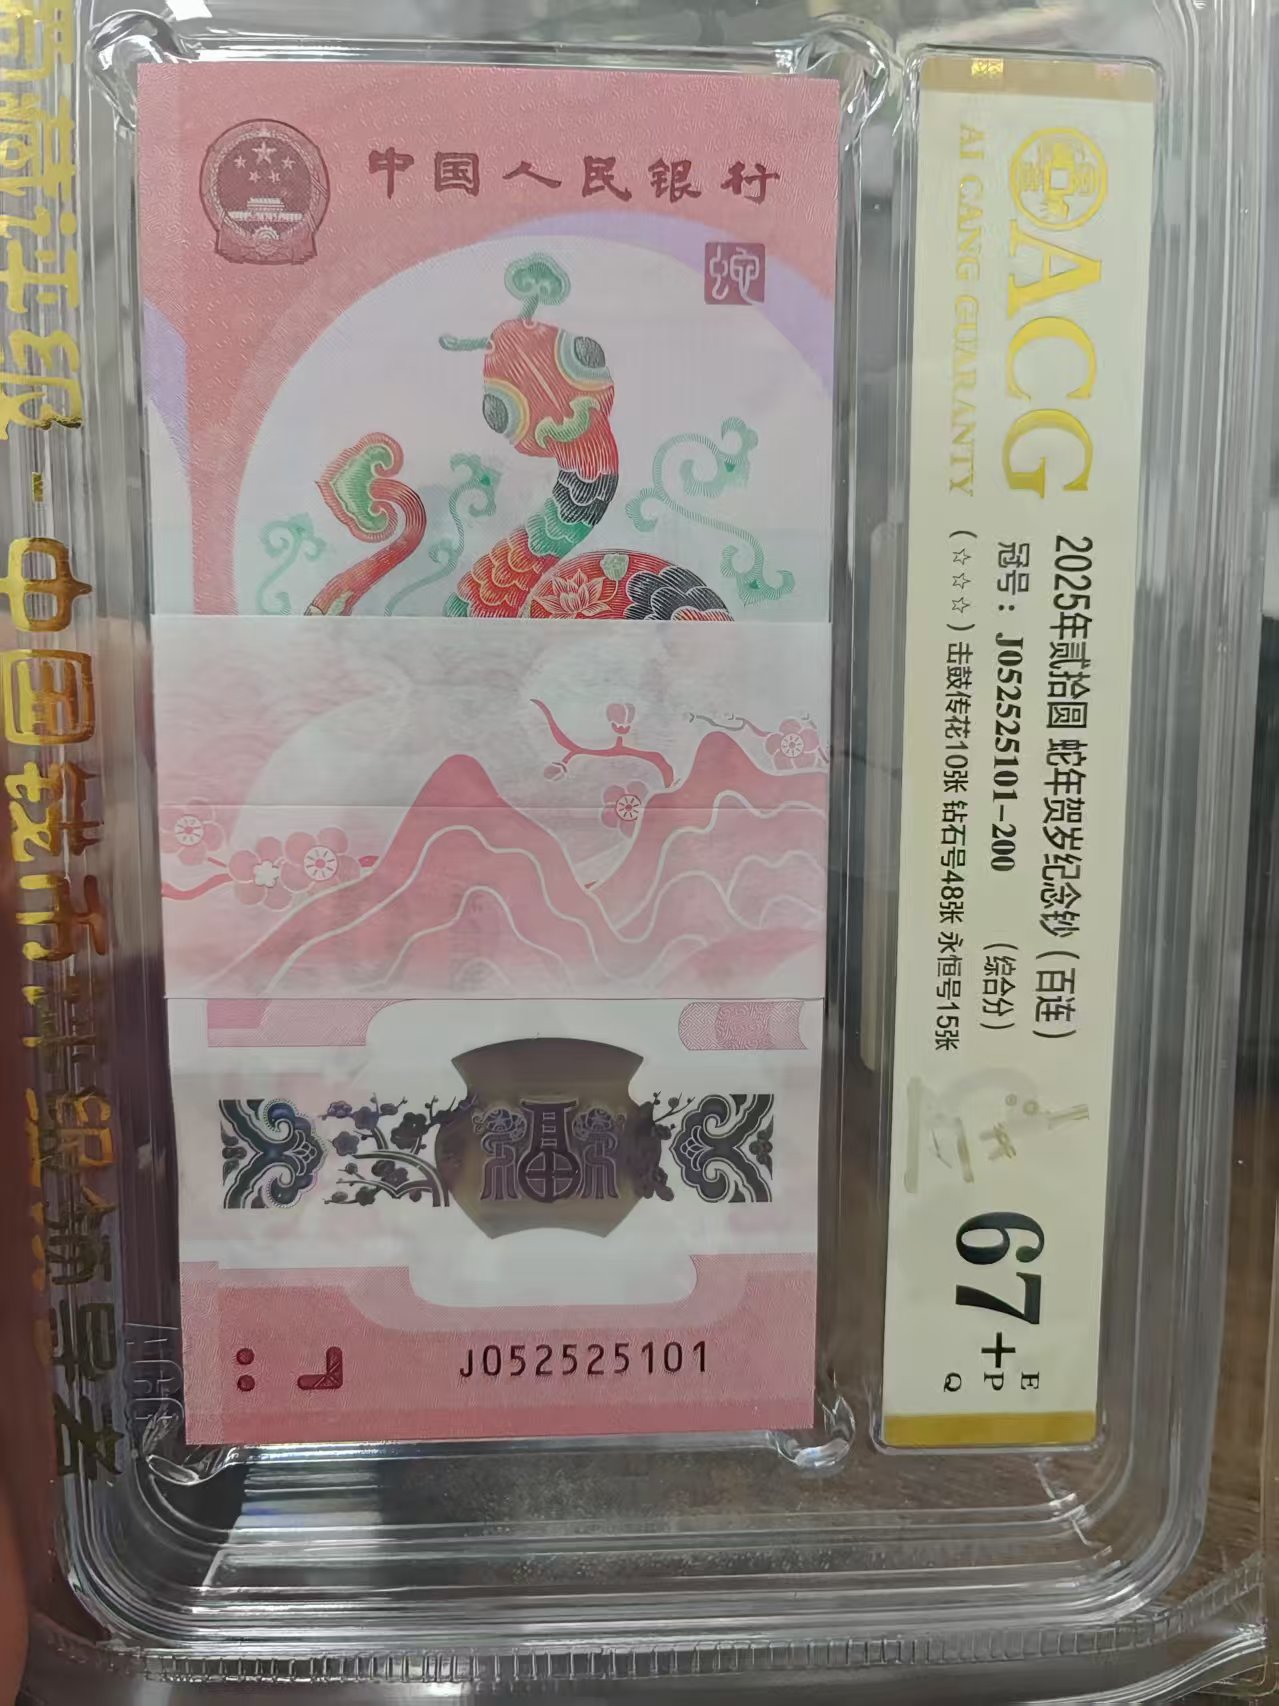 中国人民银行
蛇
J052525101
ACG
AI CANG GUARANTY
2025年贰拾圆 蛇年贺岁纪念钞（百连）
冠号：J052525101-200 （综合分）
（☆☆☆）击鼓传花10张 钻石号48张 永恒号15张
67+
E
P
Q